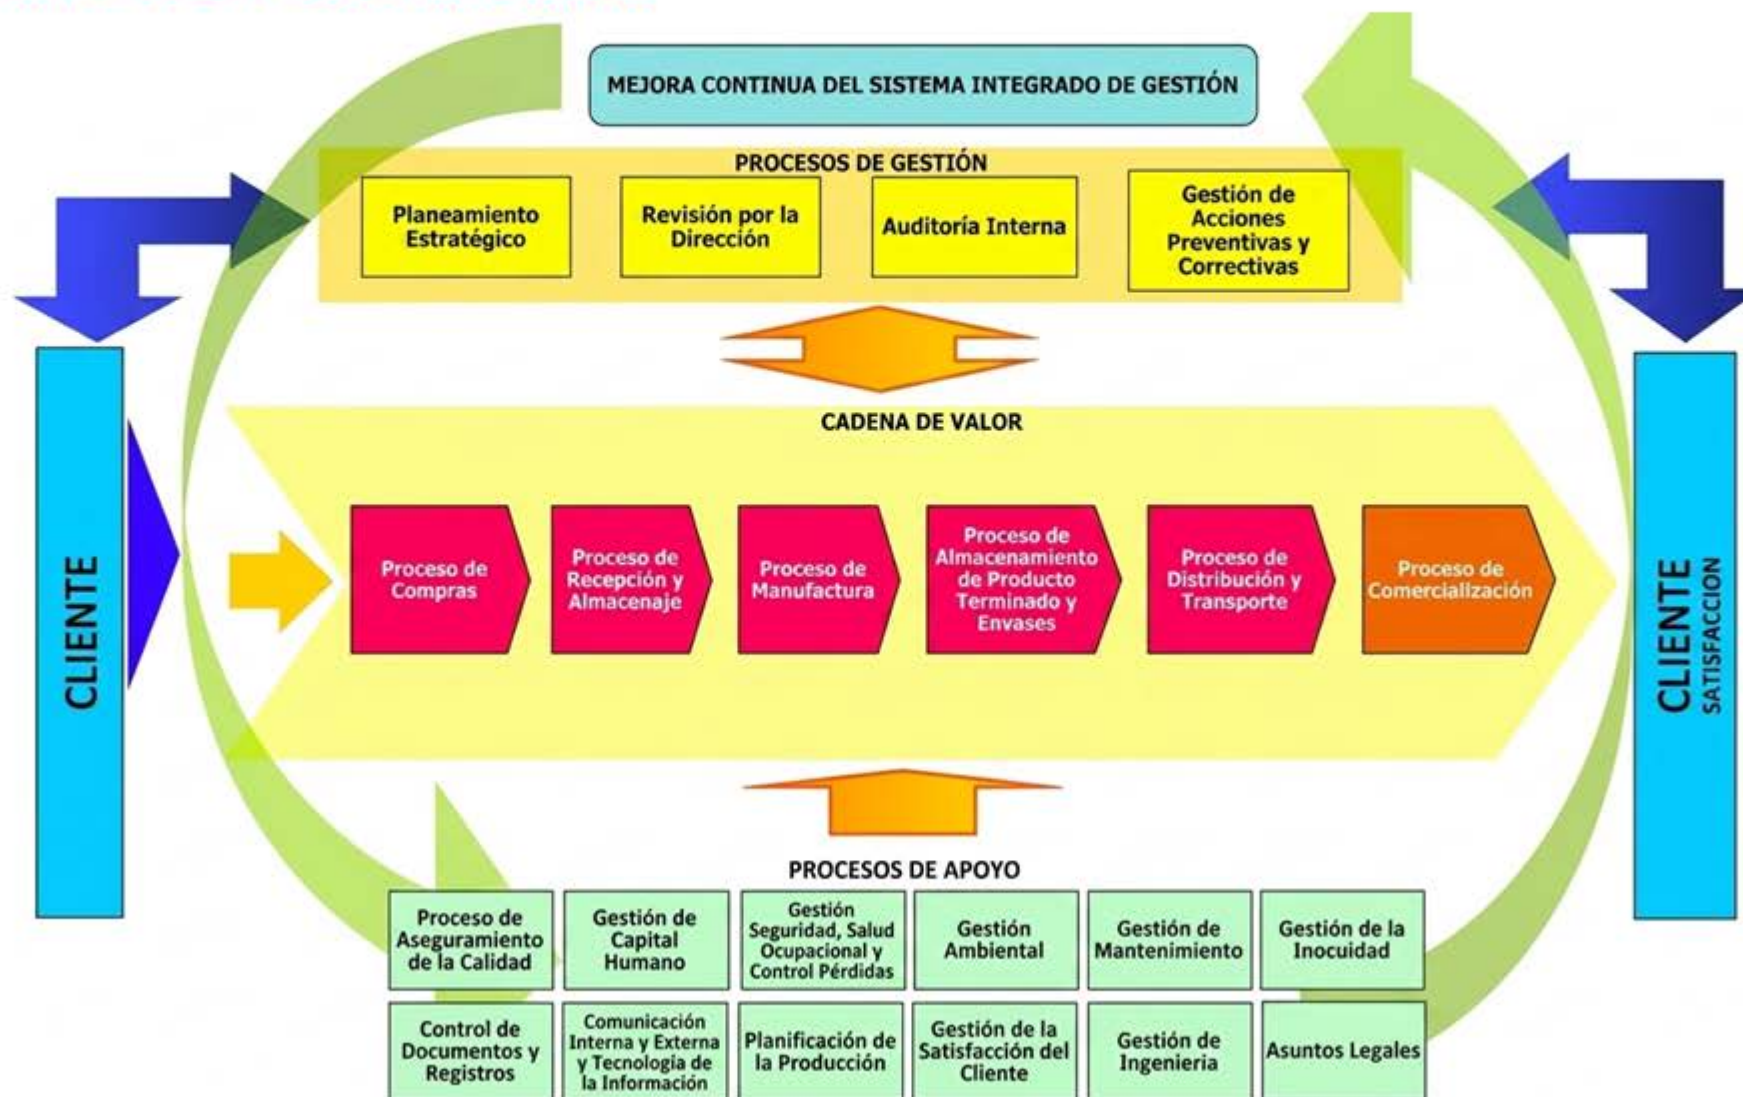 MEJORA CONTINUA DEL SISTEMA INTEGRADO DE GESTIÓN
PROCESOS DE GESTIÓN
Planeamiento
Estratégico
Revisión por la
Dirección
Auditoría Interna
Gestión de
Acciones
Preventivas y
Correctivas
CLIENTE
CADENA DE VALOR
Proceso de
Compras
Proceso de
Recepción y
Almacenaje
Proceso de
Manufactura
Proceso de
Almacenamiento
de Producto
Terminado y
Envases
Proceso de
Distribución y
Transporte
Proceso de
Comercialización
CLIENTE
SATISFACCION
PROCESOS DE APOYO
Proceso de
Aseguramiento
de la Calidad
Gestión de
Capital
Humano
Gestión
Seguridad, Salud
Ocupacional y
Control Pérdidas
Gestión
Ambiental
Gestión de
Mantenimiento
Gestión de la
Inocuidad
Control de
Documentos y
Registros
Comunicación
Interna y Externa
y Tecnología de
la Información
Planificación de
la Producción
Gestión de la
Satisfacción del
Cliente
Gestión de
Ingenieria
Asuntos Legales